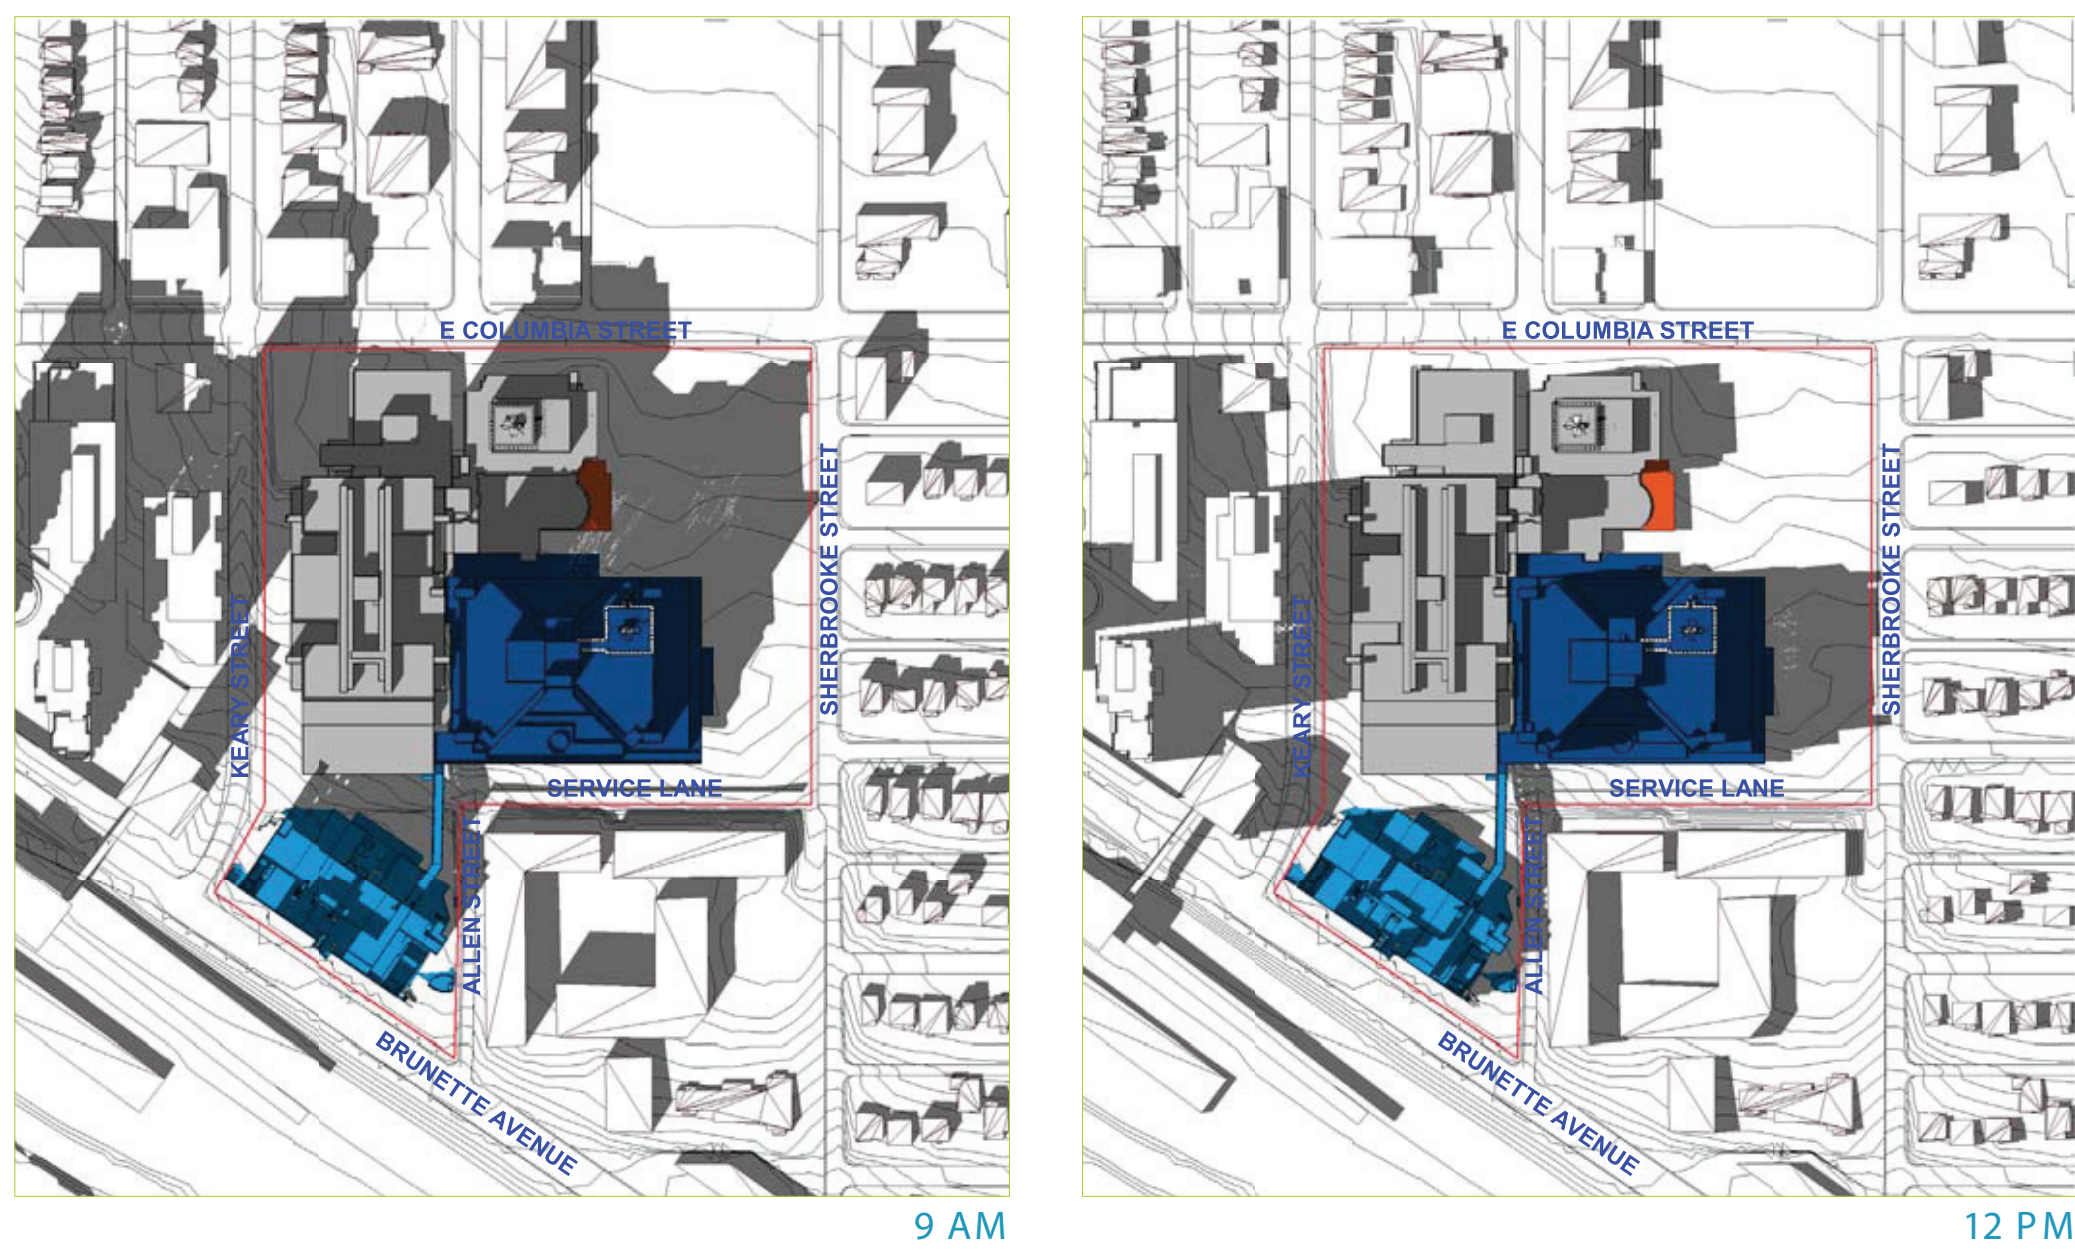 E COLUMBIA STREET
SHERBROOKE STREET
KEARY STREET
SERVICE LANE
ALLEN STREET
BRUNETTE AVENUE
9 AM
E COLUMBIA STREET
SHERBROOKE STREET
KEARY STREET
SERVICE LANE
ALLEN STREET
BRUNETTE AVENUE
12 PM